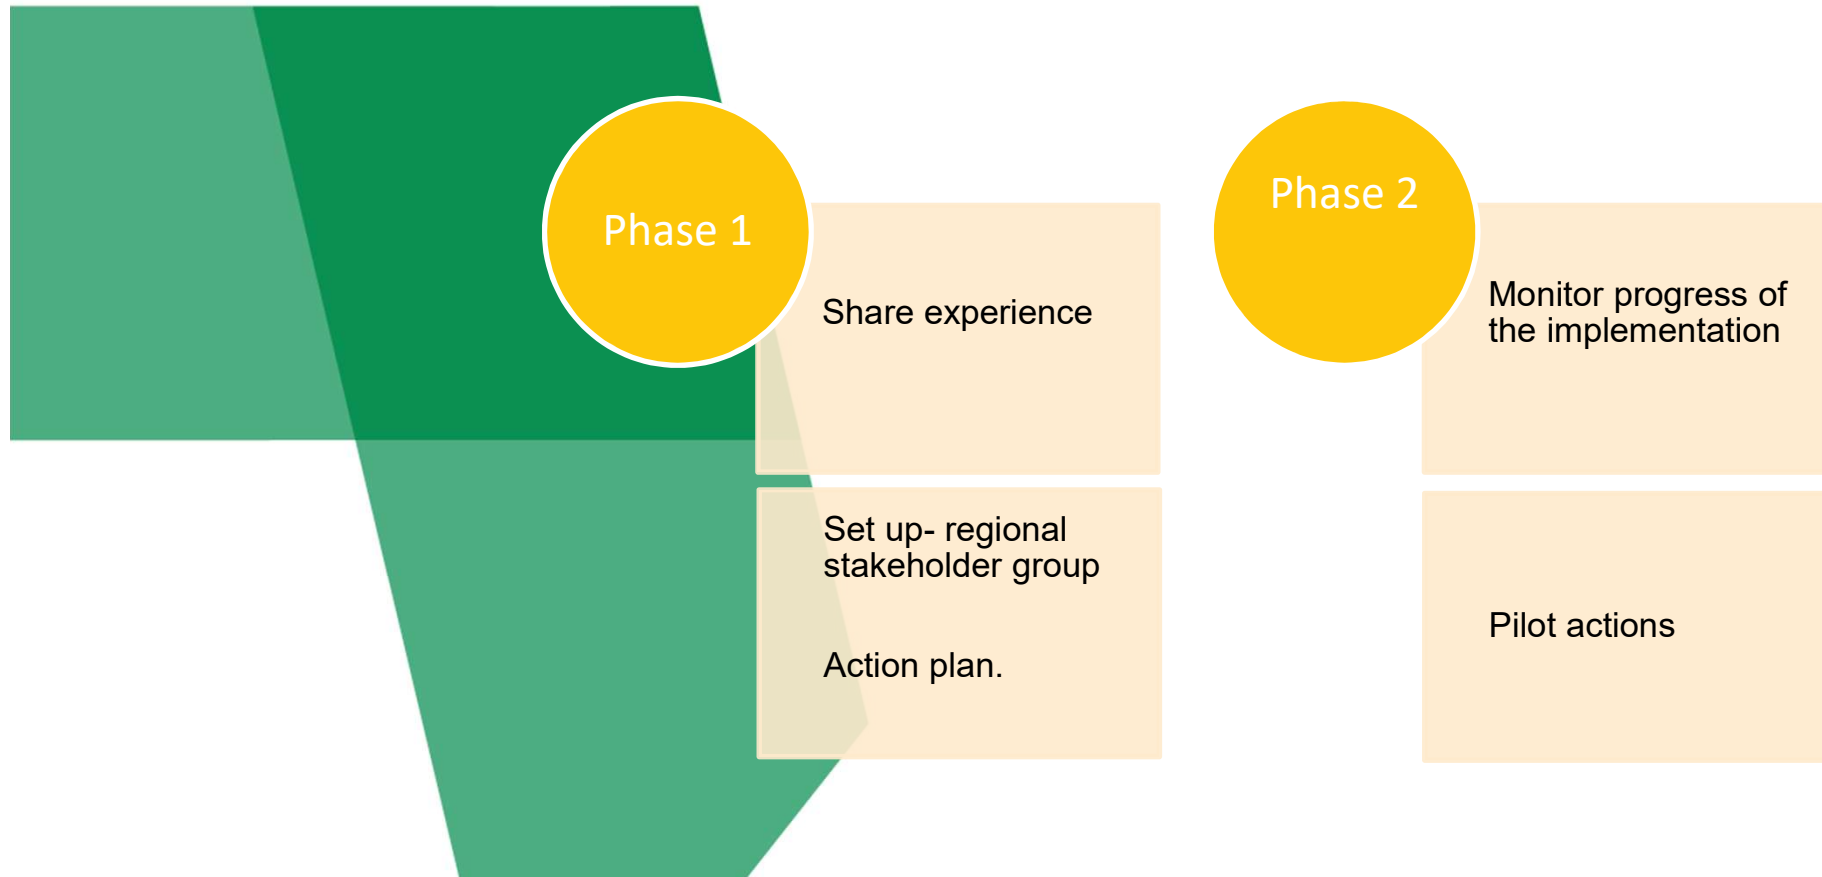 Phase 1
Share experience
Set up- regional
stakeholder group
Action plan.
Phase 2
Monitor progress of
the implementation
Pilot actions